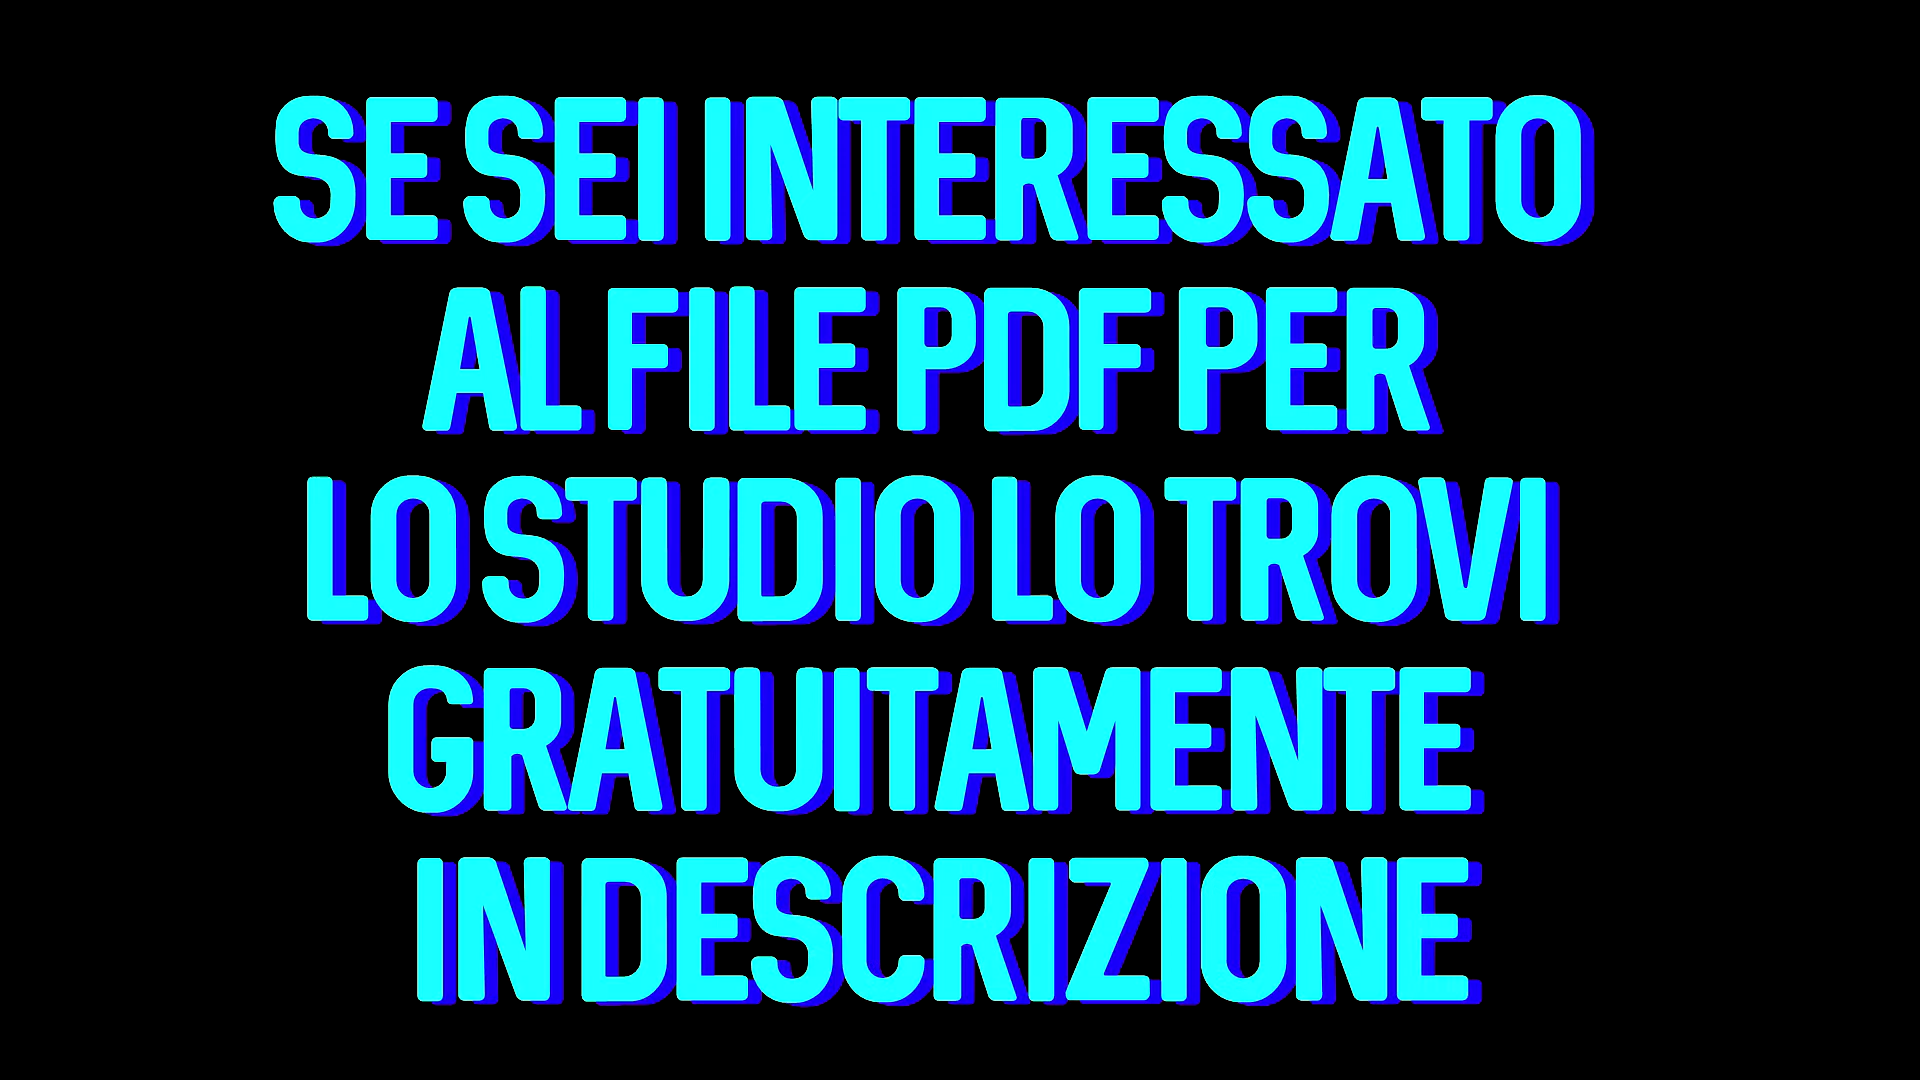 SE SEI INTERESSATO
AL FILE PDF PER
LO STUDIO LO TROVI
GRATUITAMENTE
IN DESCRIZIONE